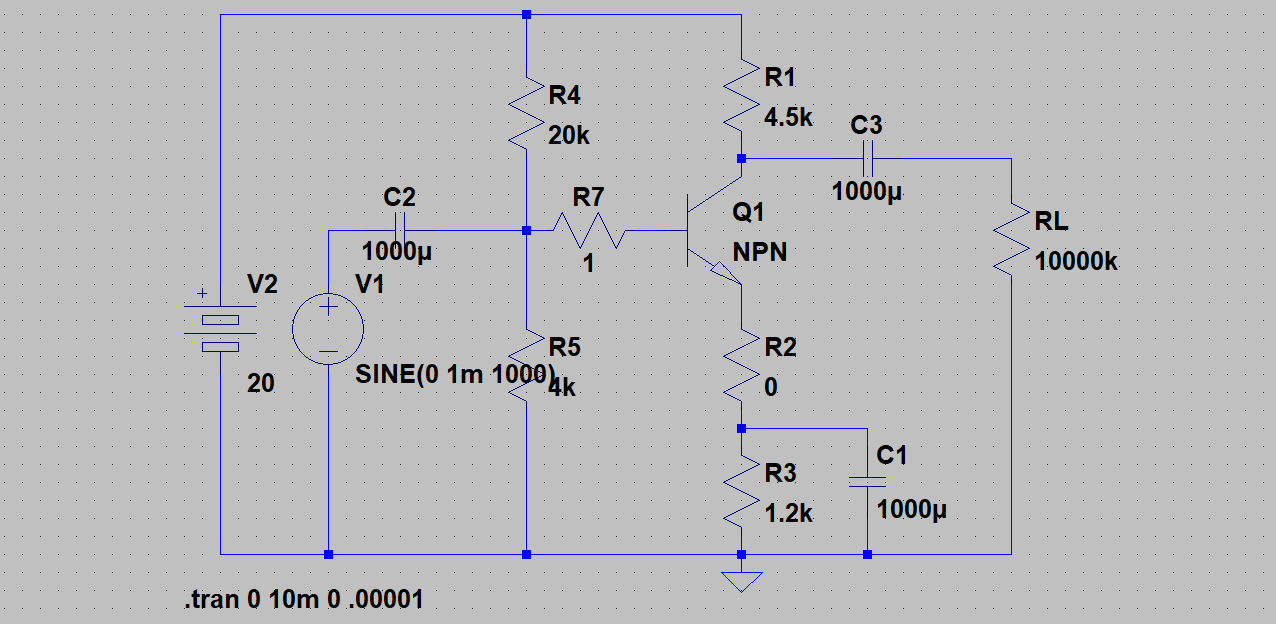 R1
4.5k
R4
20k
C3
1000µ
C2
1000µ
R7
1
Q1
NPN
RL
10000k
V2
+
20
V1
SINE(0 1m 1000)
R5
4k
R2
0
R3
1.2k
C1
1000µ
.tran 0 10m 0 .00001